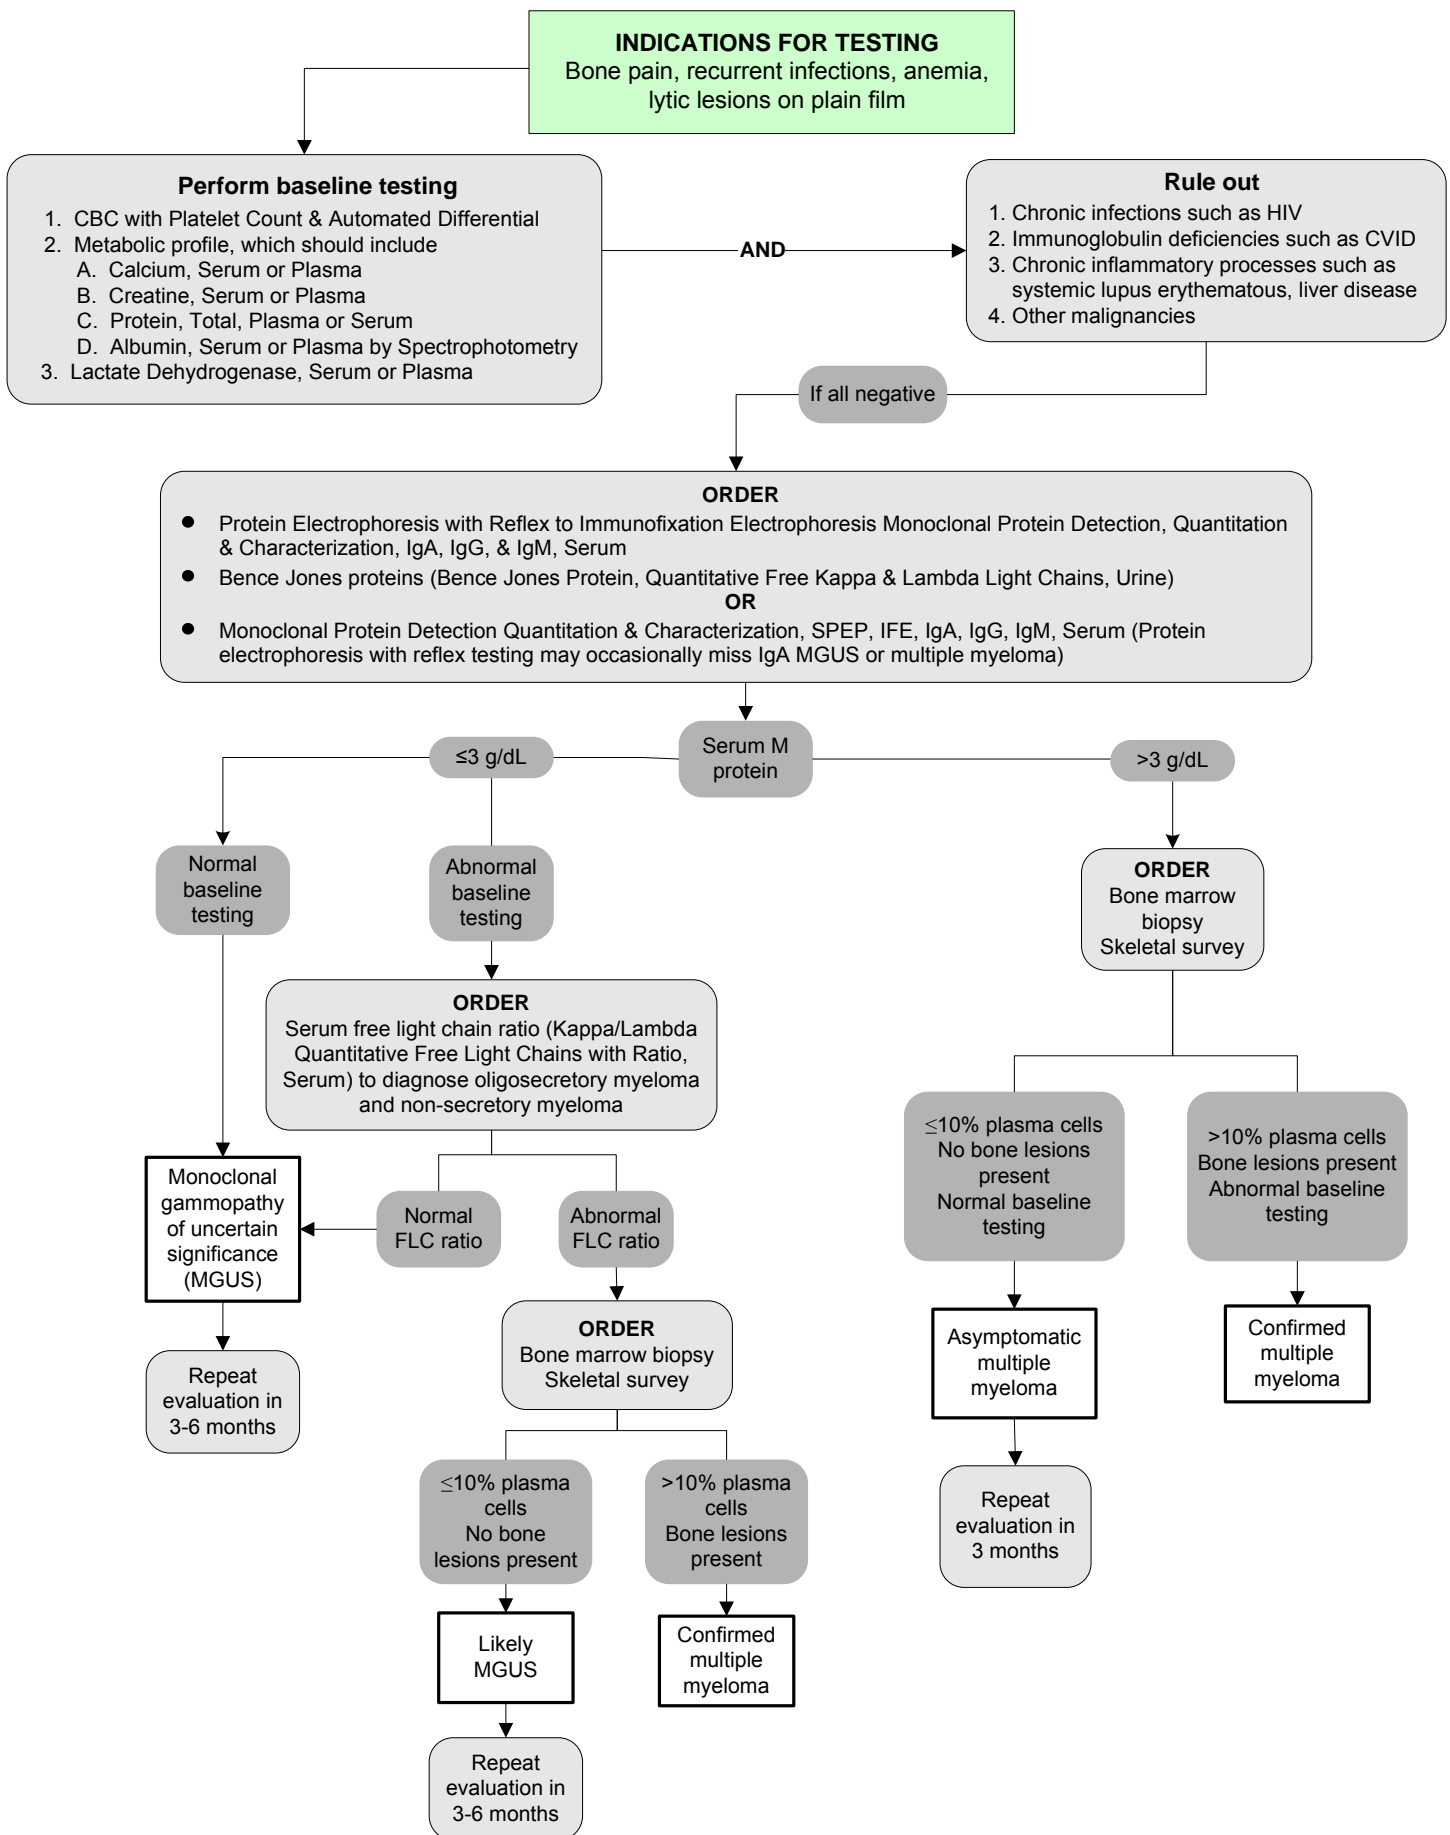 INDICATIONS FOR TESTING
Bone pain, recurrent infections, anemia,
lytic lesions on plain film
Perform baseline testing
1. CBC with Platelet Count & Automated Differential
2. Metabolic profile, which should include
A. Calcium, Serum or Plasma
B. Creatine, Serum or Plasma
C. Protein, Total, Plasma or Serum
D. Albumin, Serum or Plasma by Spectrophotometry
3. Lactate Dehydrogenase, Serum or Plasma
AND
Rule out
1. Chronic infections such as HIV
2. Immunoglobulin deficiencies such as CVID
3. Chronic inflammatory processes such as
systemic lupus erythematous, liver disease
4. Other malignancies
If all negative
ORDER
● Protein Electrophoresis with Reflex to Immunofixation Electrophoresis Monoclonal Protein Detection, Quantitation
& Characterization, IgA, IgG, & IgM, Serum
● Bence Jones proteins (Bence Jones Protein, Quantitative Free Kappa & Lambda Light Chains, Urine)
OR
● Monoclonal Protein Detection Quantitation & Characterization, SPEP, IFE, IgA, IgG, IgM, Serum (Protein
electrophoresis with reflex testing may occasionally miss IgA MGUS or multiple myeloma)
Serum M
protein
≤3 g/dL
>3 g/dL
Normal
baseline
testing
Abnormal
baseline
testing
ORDER
Bone marrow
biopsy
Skeletal survey
ORDER
Serum free light chain ratio (Kappa/Lambda
Quantitative Free Light Chains with Ratio,
Serum) to diagnose oligosecretory myeloma
and non-secretory myeloma
≤10% plasma cells
No bone lesions
present
Normal baseline
testing
>10% plasma cells
Bone lesions present
Abnormal baseline
testing
Monoclonal
gammopathy
of uncertain
significance
(MGUS)
Normal
FLC ratio
Abnormal
FLC ratio
ORDER
Bone marrow biopsy
Skeletal survey
Asymptomatic
multiple
myeloma
Confirmed
multiple
myeloma
Repeat
evaluation in
3-6 months
≤10% plasma
cells
No bone
lesions present
>10% plasma
cells
Bone lesions
present
Repeat
evaluation in
3 months
Likely
MGUS
Confirmed
multiple
myeloma
Repeat
evaluation in
3-6 months